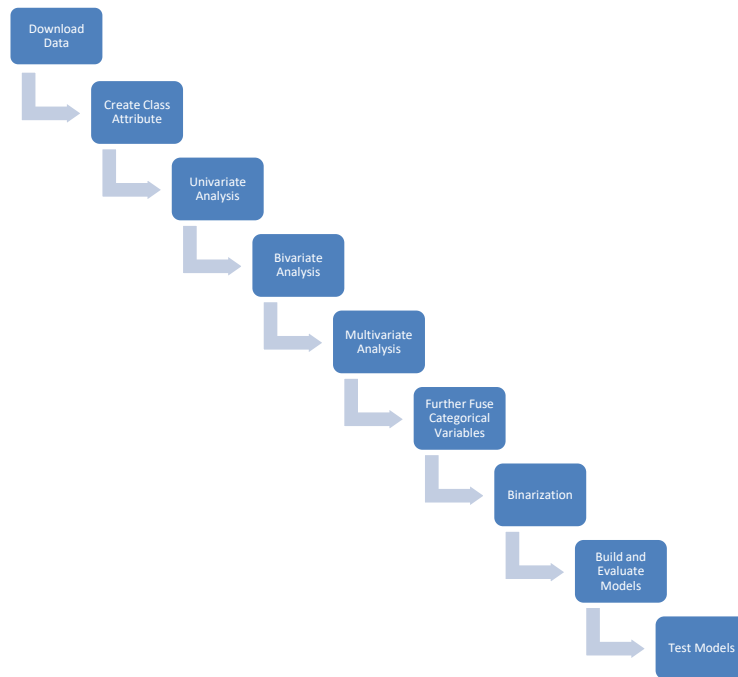 Download
Data
Create Class
Attribute
Univariate
Analysis
Bivariate
Analysis
Multivariate
Analysis
Further Fuse
Categorical
Variables
Binarization
Build and
Evaluate
Models
Test Models